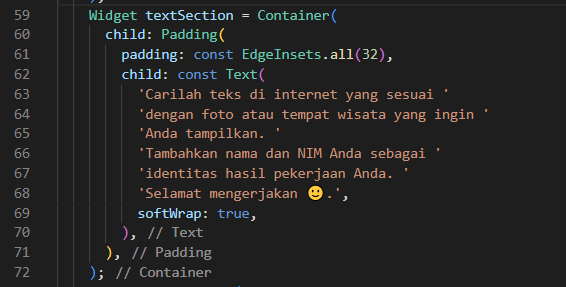 59 Widget textSection = Container(
60 child: Padding(
61 padding: const EdgeInsets.all(32),
62 child: const Text(
63 'Carilah teks di internet yang sesuai '
64 'dengan foto atau tempat wisata yang ingin '
65 'Anda tampilkan. '
66 'Tambahkan nama dan NIM Anda sebagai '
67 'identitas hasil pekerjaan Anda. '
68 'Selamat mengerjakan 🙂.',
69 softWrap: true,
70 ), // Text
71 ), // Padding
72 ); // Container